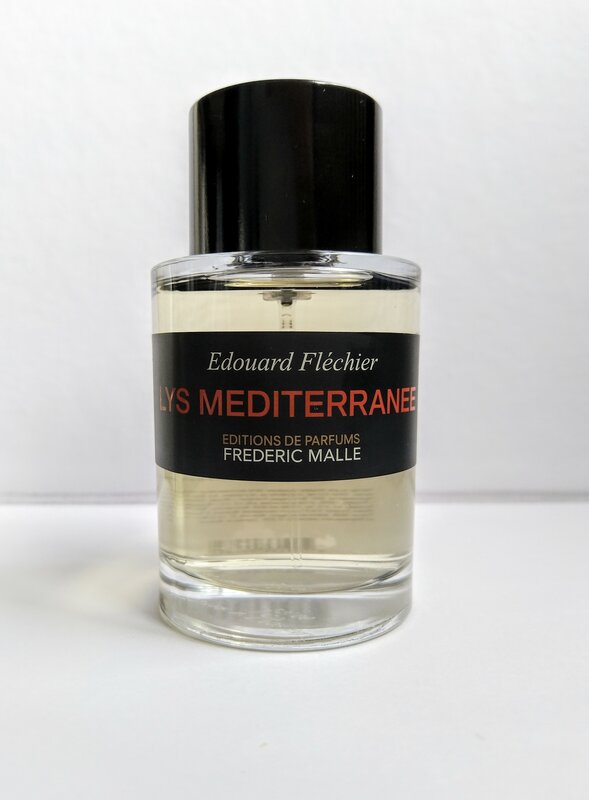 Edouard Fléchier
LYS MEDITERRANEE
EDITIONS DE PARFUMS
FREDERIC MALLE